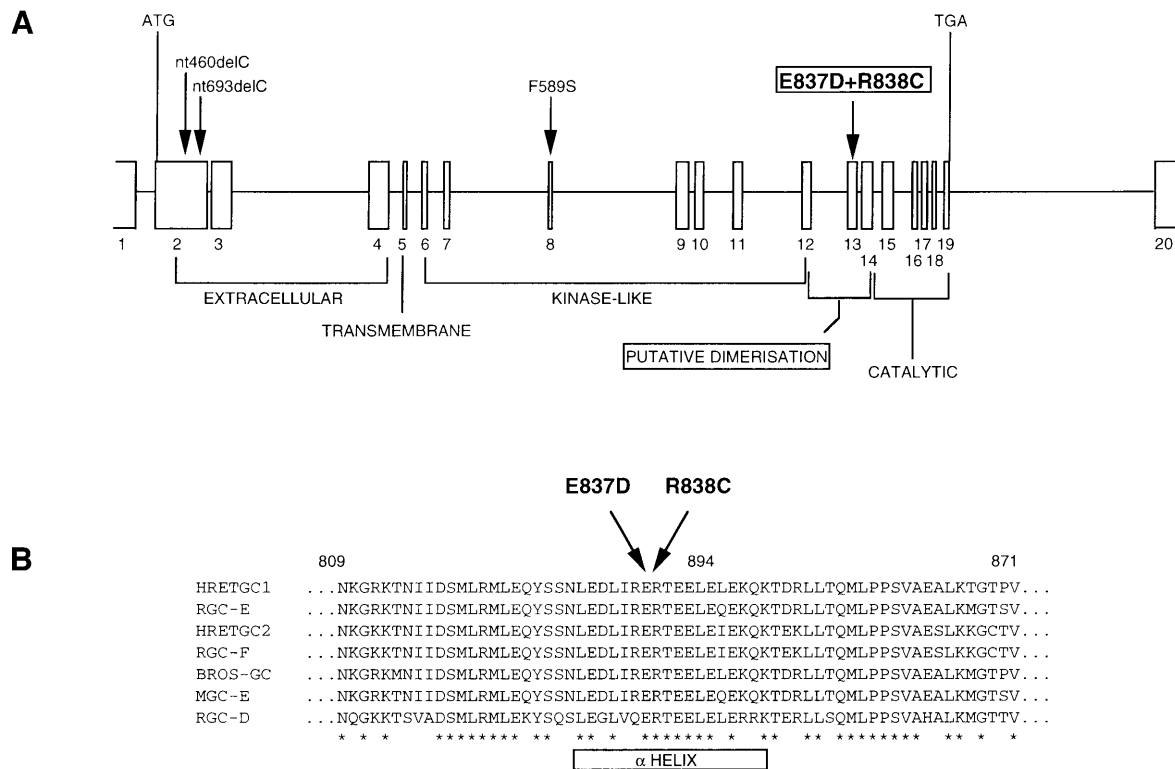 A
ATG
TGA
nt460delC
nt693delC
F589S
E837D+R838C
1 2 3 4 5 6 7 8 9 10 11 12 13 14 15 16 17 18 19 20
EXTRACELLULAR
KINASE-LIKE
TRANSMEMBRANE
PUTATIVE DIMERISATION
CATALYTIC
E837D R838C
B
809 894 871
HRETGC1 ...NKGRKTNIIDSMLRMLEQYSSNLEDLIRERTEELELEKQKTDRLLTQMLPPSVAEALKTGTPV...
RGC-E ...NKGRKTNIIDSMLRMLEQYSSNLEDLIRERTEELEQEKQKTDRLLTQMLPPSVAEALKMGTSV...
HRETGC2 ...NKGKKTNIIDSMLRMLEQYSSNLEDLIRERTEELEIEKQKTEKLLTQMLPPSVAESLKKGCTV...
RGC-F ...NKGKKTNIIDSMLRMLEQYSSNLEDLIRERTEELEIEKQKTEKLLTQMLPPSVAESLKKGCTV...
BROS-GC ...NKGRKMNIIDSMLRMLEQYSSNLEDLIRERTEELELEKQKTDRLLTQMLPPSVAEALKMGTPV...
MGC-E ...NKGRKTNIIDSMLRMLEQYSSNLEDLIRERTEELEQEKQKTDRLLTQMLPPSVAEALKMGTSV...
RGC-D ...NQGKKTSVADSMLRMLEKYSQSLEGLVQERTEELELERRKTERLLSQMLPPSVAHALKMGTTV...
* * * * * * * * * * * * * * * * * * * * * * * * * * * * * * * * * * * * * * * * * *
α HELIX